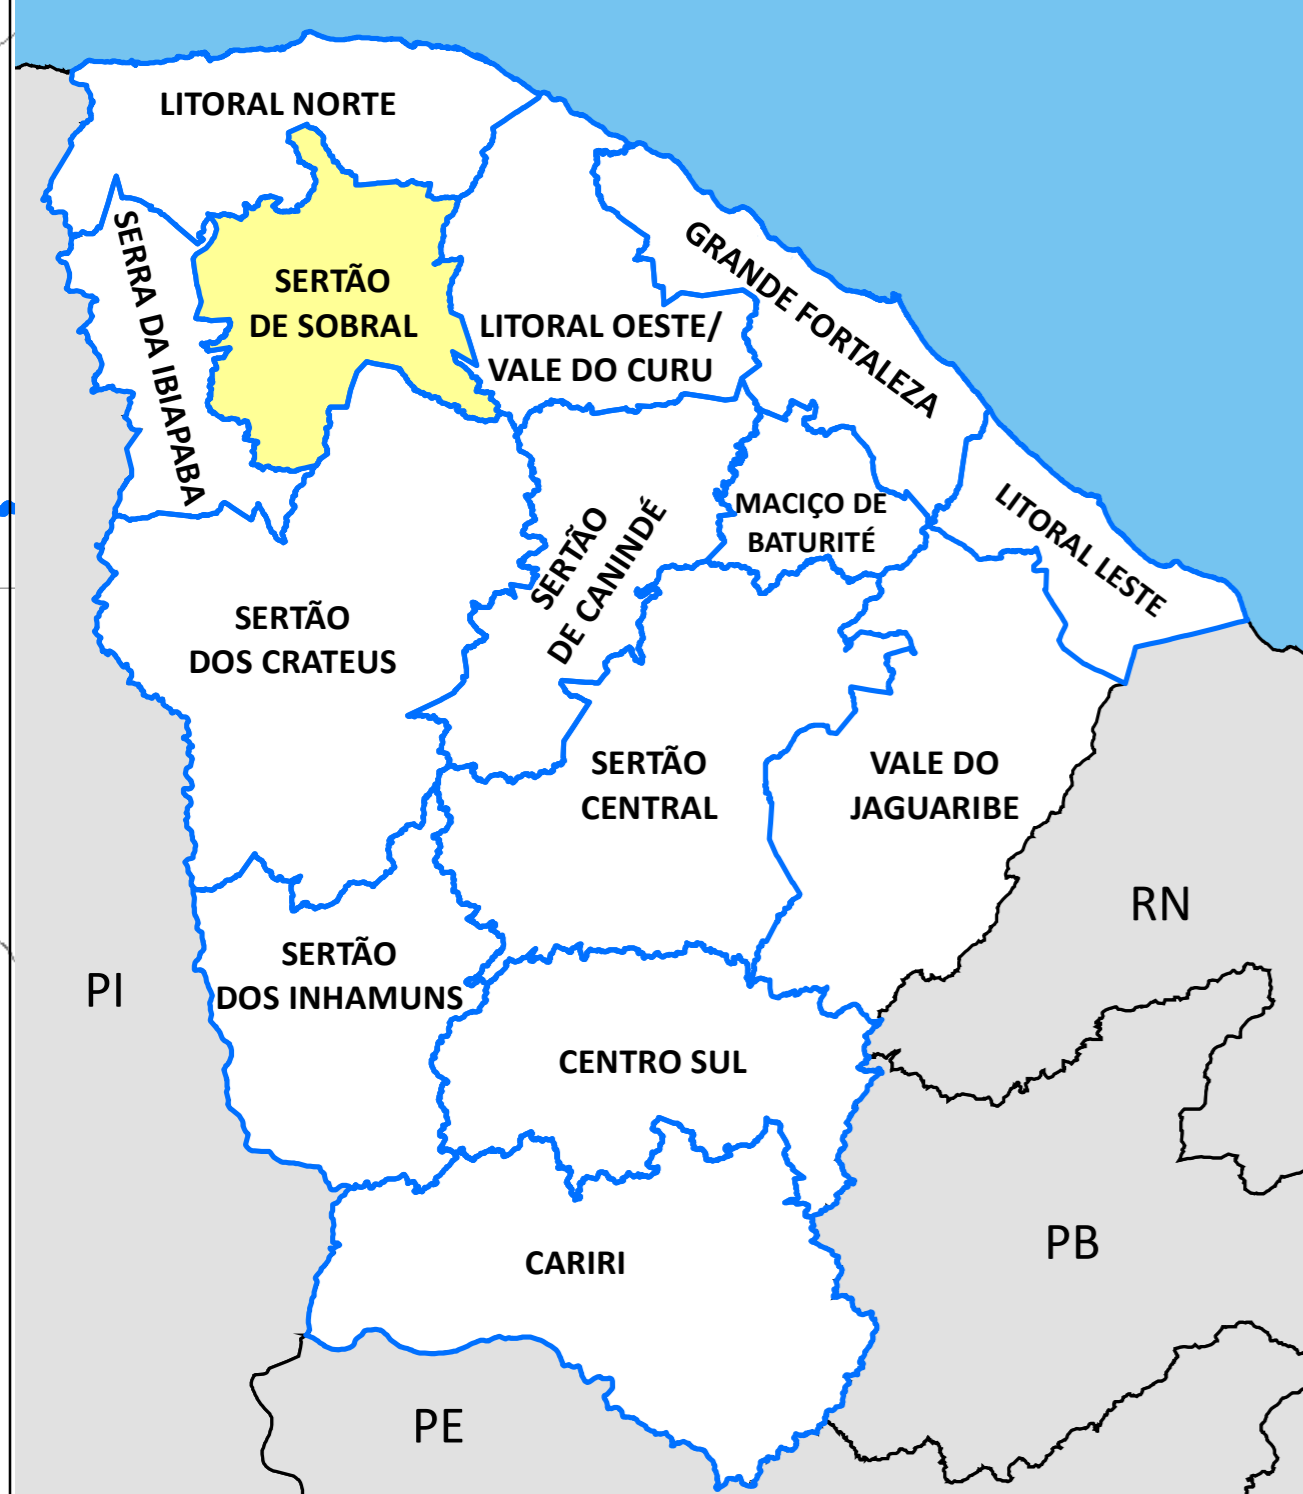 LITORAL NORTE
SERRA DA IBIAPABA
SERTÃO
DE SOBRAL
LITORAL OESTE/
VALE DO CURU
GRANDE FORTALEZA
MACIÇO DE
BATURITÉ
LITORAL LESTE
SERTÃO
DE CANINDÉ
SERTÃO
DOS CRATEUS
SERTÃO
CENTRAL
VALE DO
JAGUARIBE
RN
SERTÃO
DOS INHAMUNS
PI
CENTRO SUL
PB
CARIRI
PE